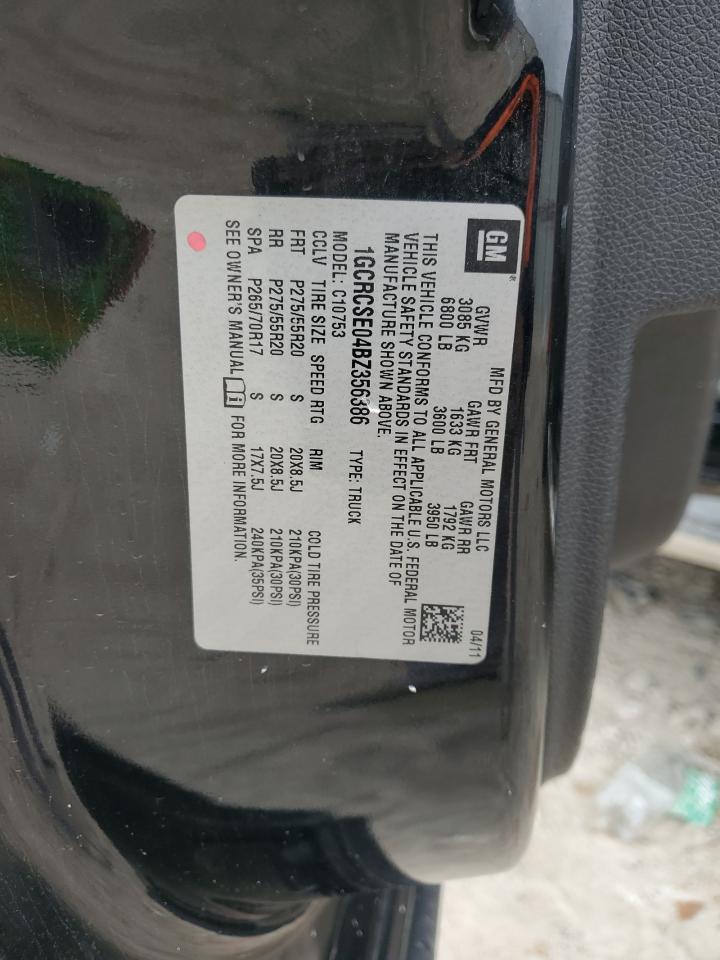 GM®
MFD BY GENERAL MOTORS LLC 04/11
GVWR GAWR FRT GAWR RR
3085 KG 1633 KG 1792 KG
6800 LB 3600 LB 3950 LB
THIS VEHICLE CONFORMS TO ALL APPLICABLE U.S. FEDERAL MOTOR
VEHICLE SAFETY STANDARDS IN EFFECT ON THE DATE OF
MANUFACTURE SHOWN ABOVE.
1GCRCSE04BZ356386 TYPE: TRUCK
MODEL: C10753
CCLV TIRE SIZE SPEED RTG RIM COLD TIRE PRESSURE
FRT P275/55R20 S 20X8.5J 210KPA(30PSI)
RR P275/55R20 S 20X8.5J 210KPA(30PSI)
SPA P265/70R17 S 17X7.5J 240KPA(35PSI)
SEE OWNER'S MANUAL i FOR MORE INFORMATION.